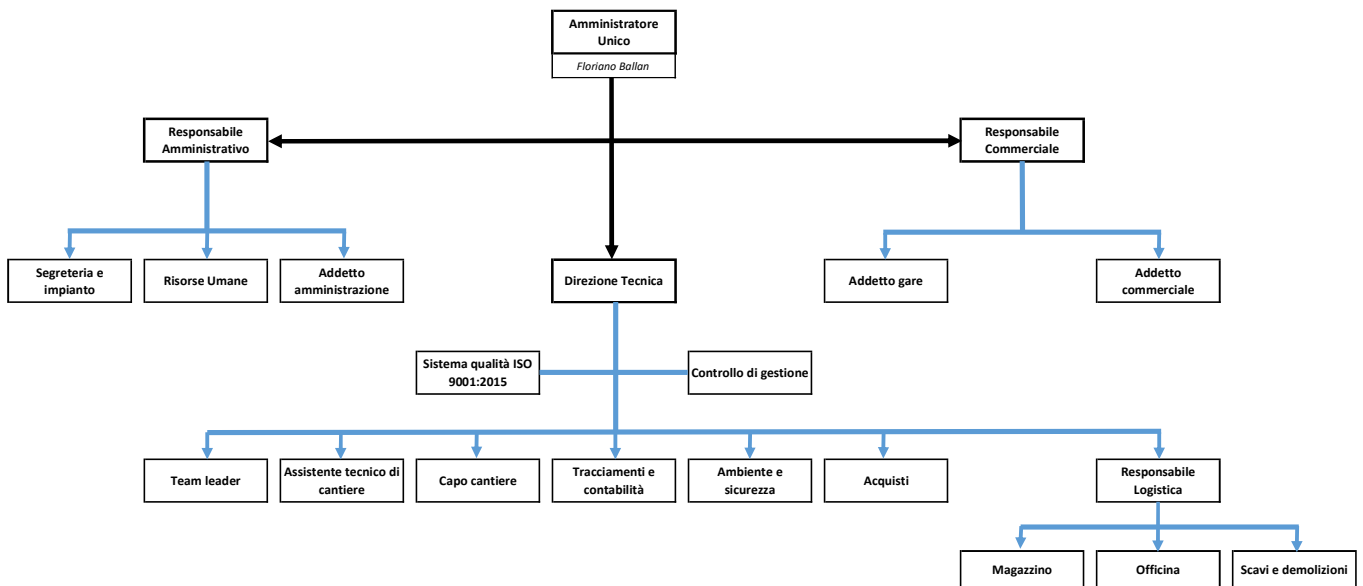 Amministratore
Unico
Floriano Ballan
Responsabile
Amministrativo
Responsabile
Commerciale
Segreteria e
impianto
Risorse Umane
Addetto
amministrazione
Direzione Tecnica
Addetto gare
Addetto
commerciale
Sistema qualità ISO
9001:2015
Controllo di gestione
Team leader
Assistente tecnico di
cantiere
Capo cantiere
Tracciamenti e
contabilità
Ambiente e
sicurezza
Acquisti
Responsabile
Logistica
Magazzino
Officina
Scavi e demolizioni